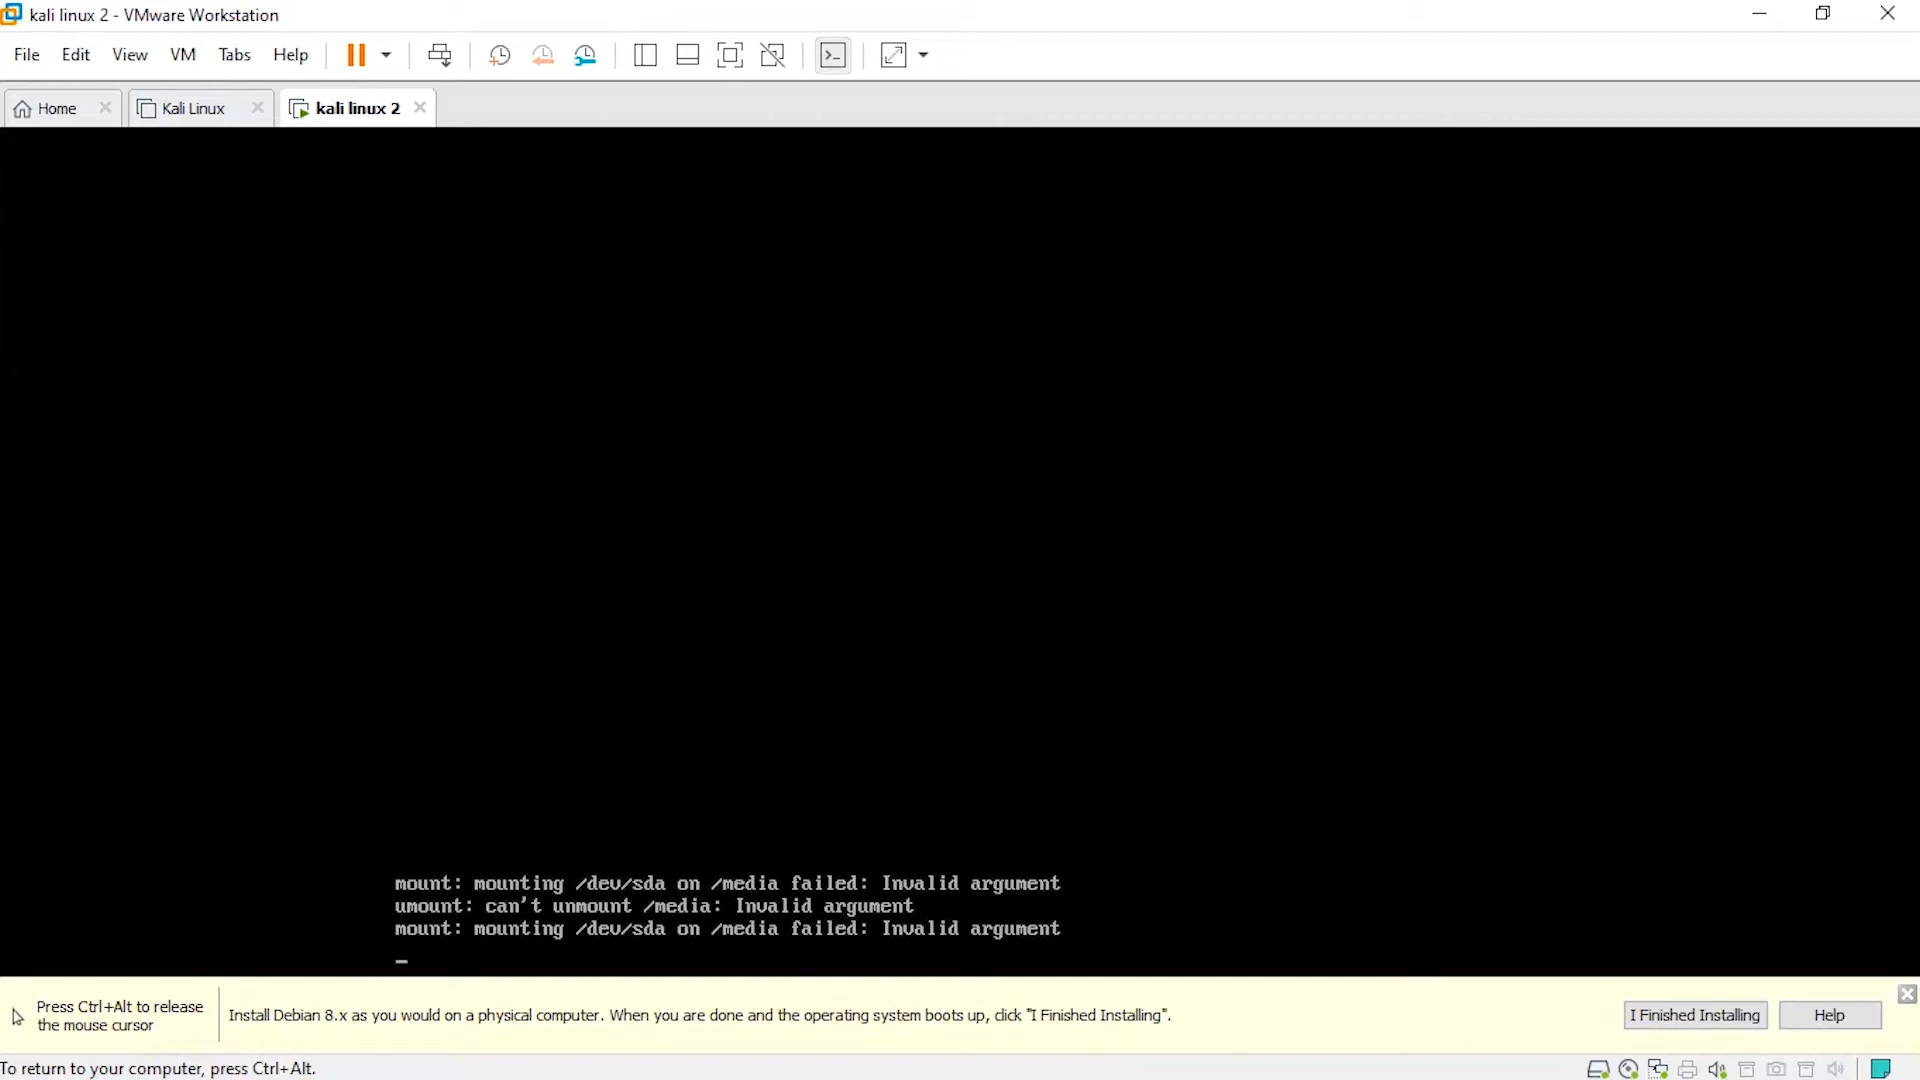 kali linux 2 - VMware Workstation
File Edit View VM Tabs Help
Home Kali Linux kali linux 2
mount: mounting /dev/sda on /media failed: Invalid argument
umount: can't unmount /media: Invalid argument
mount: mounting /dev/sda on /media failed: Invalid argument
_
Press Ctrl+Alt to release
the mouse cursor
Install Debian 8.x as you would on a physical computer. When you are done and the operating system boots up, click "I Finished Installing".
I Finished Installing Help
To return to your computer, press Ctrl+Alt.